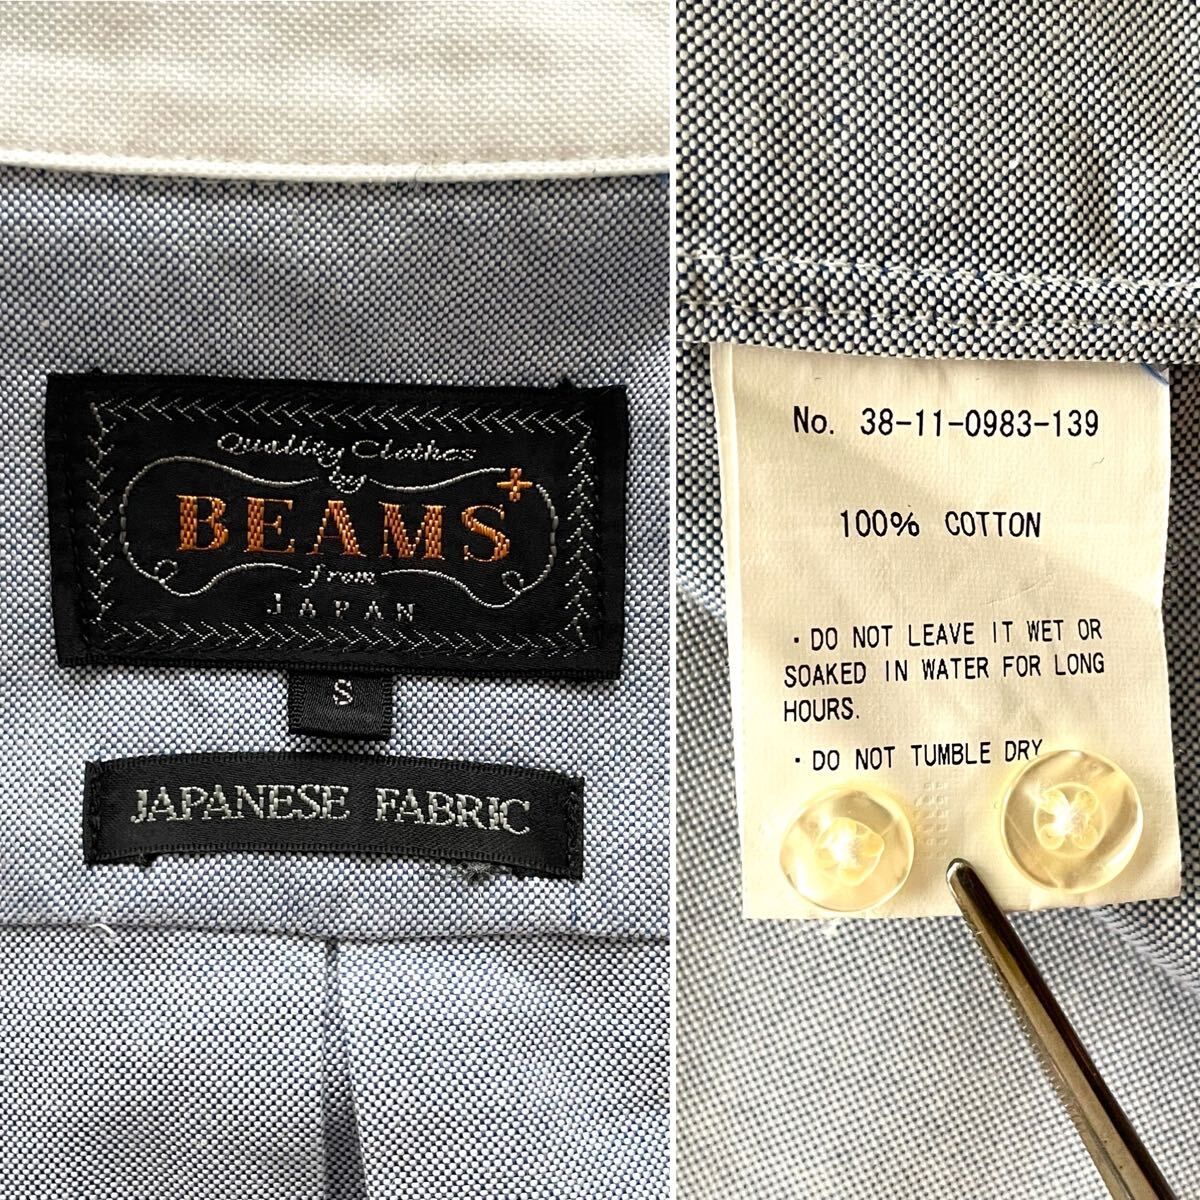 Quality Clothes
by
BEAMS+
from
JAPAN
S
JAPANESE FABRIC
No. 38-11-0983-139
100% COTTON
・DO NOT LEAVE IT WET OR
SOAKED IN WATER FOR LONG
HOURS.
・DO NOT TUMBLE DRY